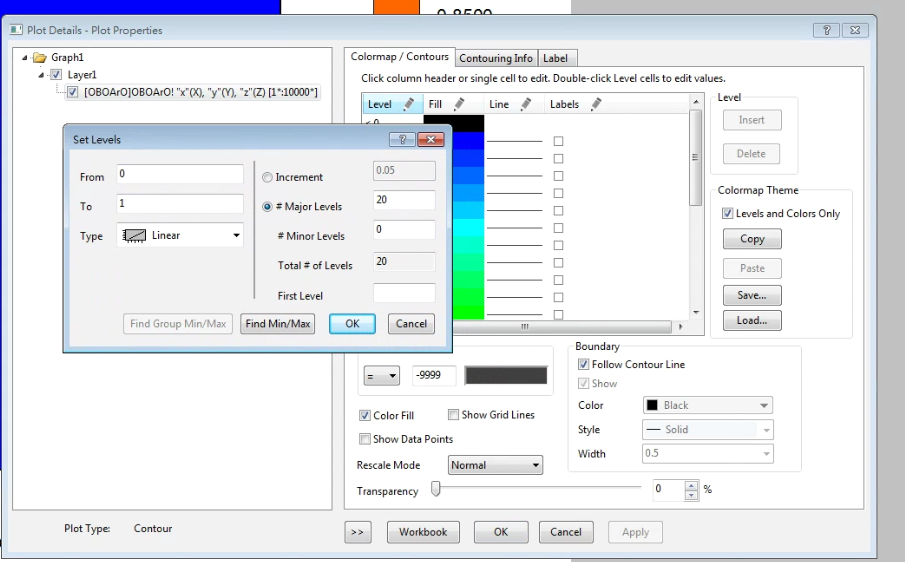 0.8500
Plot Details - Plot Properties
Graph1
Layer1
[OBOArO]OBOArO! "x"(X), "y"(Y), "z"(Z) [1*:10000*]
Colormap / Contours Contouring Info Label
Click column header or single cell to edit. Double-click Level cells to edit values.
Level Fill Line Labels
< 0
Level
Insert
Delete
Colormap Theme
Levels and Colors Only
Copy
Paste
Save...
Load...
Set Levels
From 0
To 1
Type Linear
Increment 0.05
# Major Levels 20
# Minor Levels 0
Total # of Levels 20
First Level
Find Group Min/Max Find Min/Max OK Cancel
= -9999
Color Fill Show Grid Lines
Show Data Points
Rescale Mode Normal
Transparency 0 %
Boundary
Follow Contour Line
Show
Color Black
Style Solid
Width 0.5
Plot Type: Contour
>> Workbook OK Cancel Apply